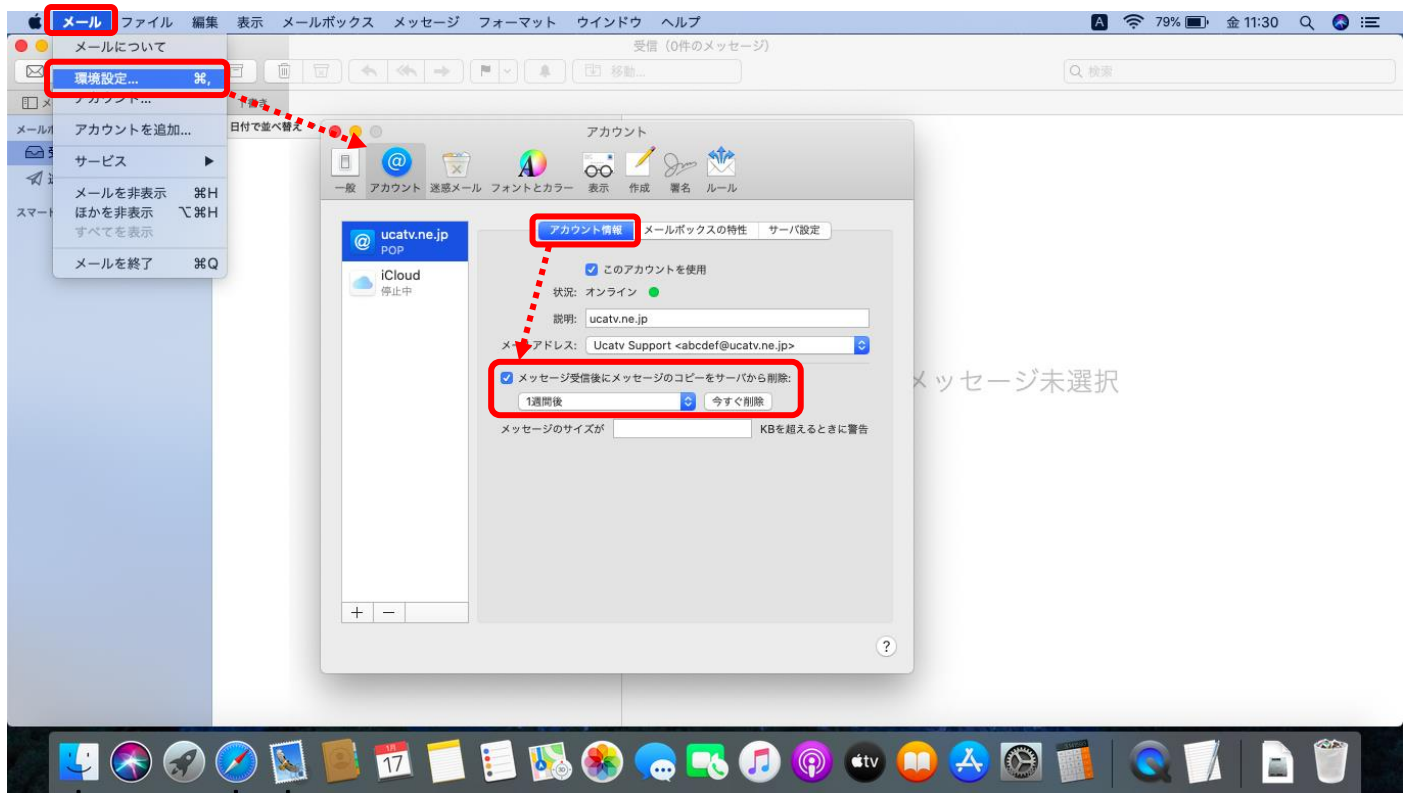 メール ファイル 編集 表示 メールボックス メッセージ フォーマット ウインドウ ヘルプ
A 79% 金 11:30
メールについて
環境設定... ⌘,
アカウント...
アカウントを追加...
サービス ▶
メールを非表示 ⌘H
ほかを非表示 ⌥⌘H
すべてを表示
メールを終了 ⌘Q
受信（0件のメッセージ）
移動...
検索
日付で並べ替え
アカウント
一般 アカウント 迷惑メール フォントとカラー 表示 作成 署名 ルール
ucatv.ne.jp
POP
iCloud
停止中
アカウント情報 メールボックスの特性 サーバ設定
このアカウントを使用
状況: オンライン
説明: ucatv.ne.jp
メールアドレス: Ucatv Support <abcdef@ucatv.ne.jp>
メッセージ受信後にメッセージのコピーをサーバから削除:
1週間後 今すぐ削除
メッセージのサイズが KBを超えるときに警告
+ −
?
メッセージ未選択
1月
17
tv